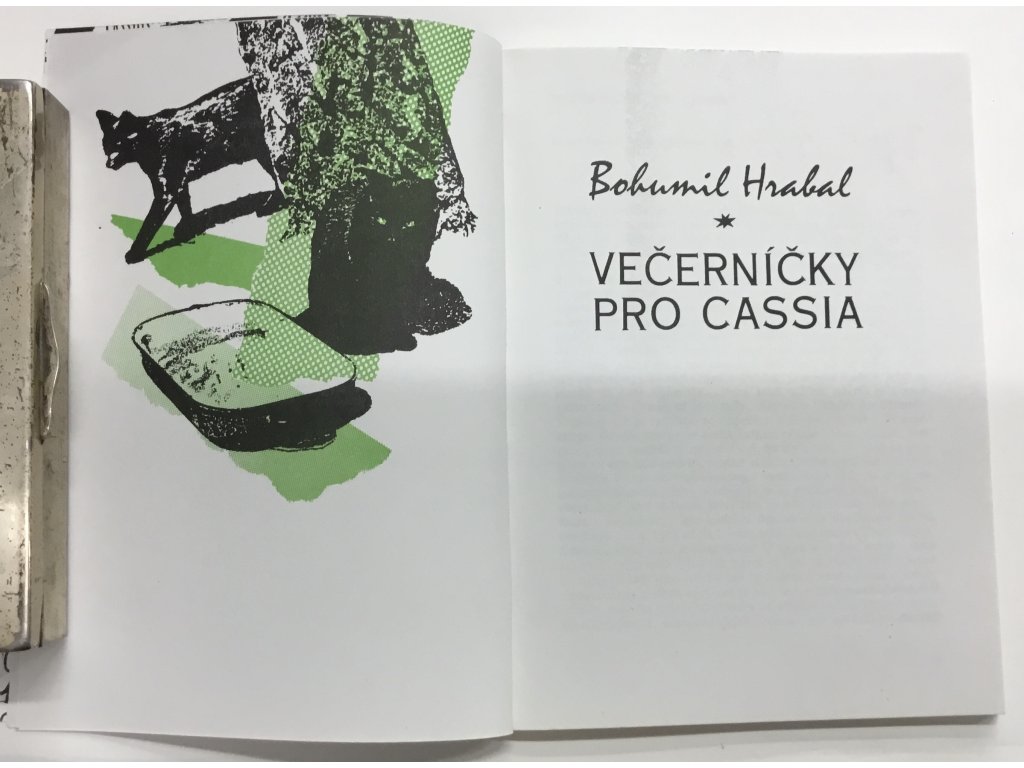 Bohumil Hrabal
VEČERNÍČKY
PRO CASSIA